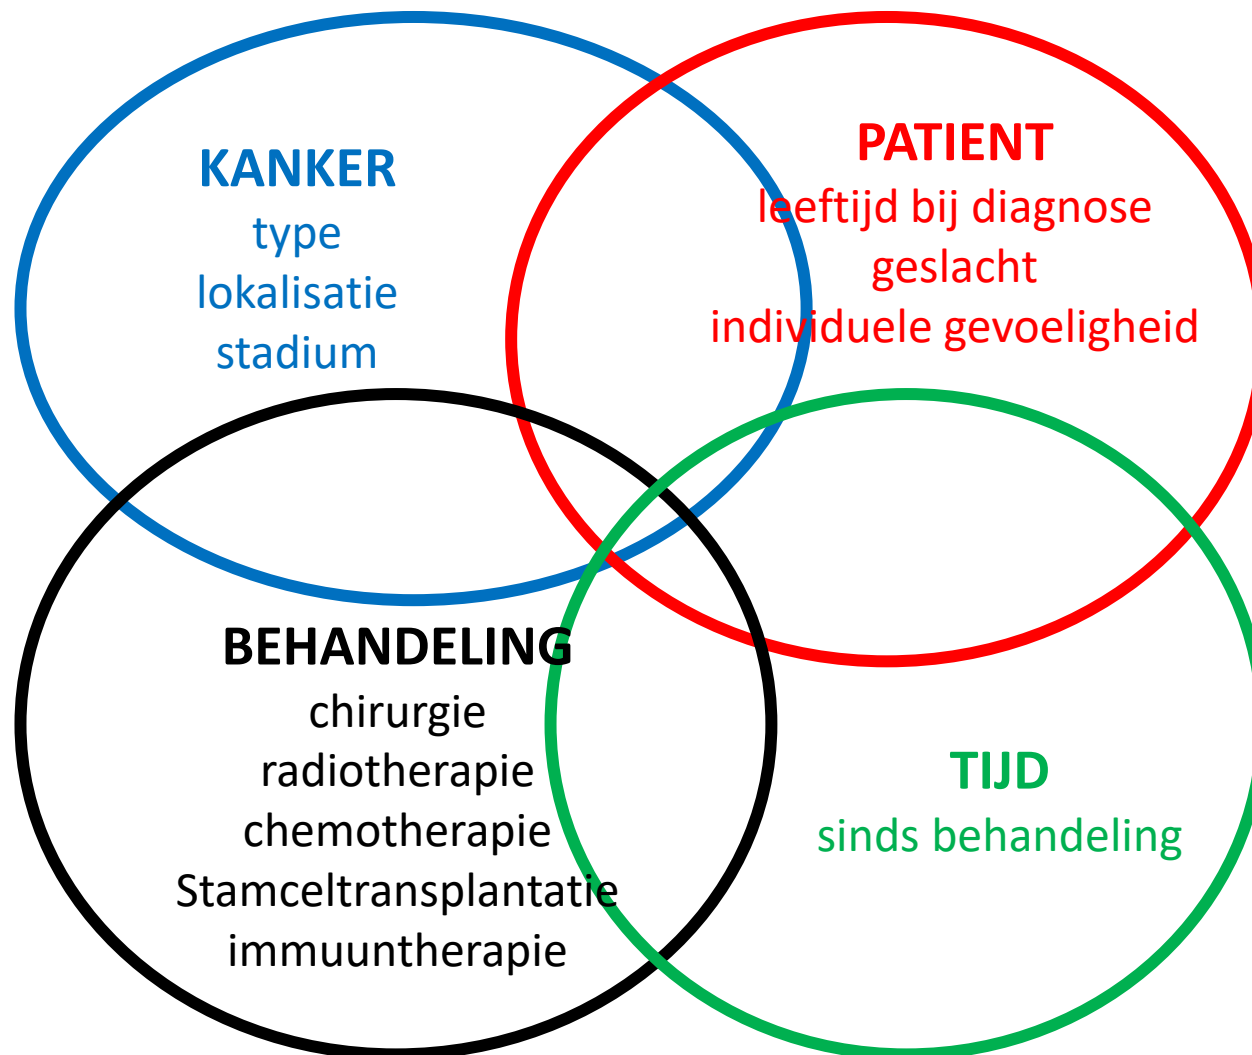 KANKER
type
lokalisatie
stadium
PATIENT
leeftijd bij diagnose
geslacht
individuele gevoeligheid
BEHANDELING
chirurgie
radiotherapie
chemotherapie
Stamceltransplantatie
immuuntherapie
TIJD
sinds behandeling